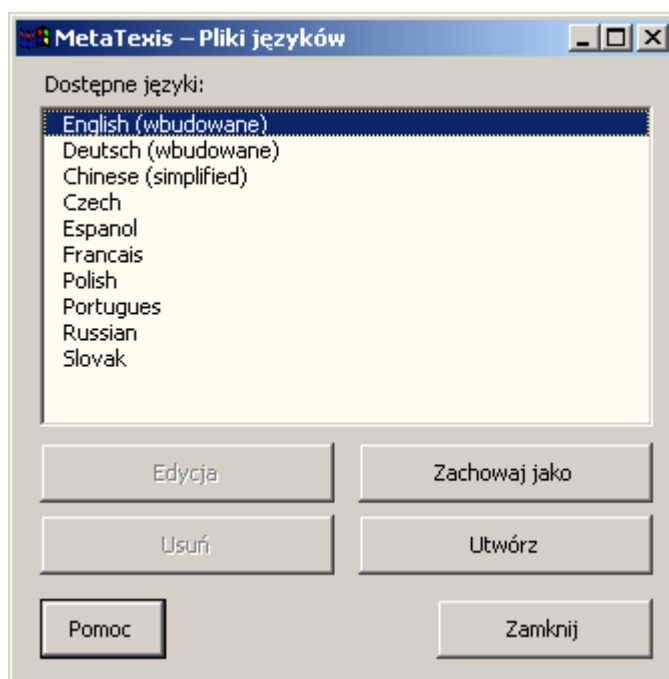 MetaTexis – Pliki języków
Dostępne języki:
English (wbudowane)
Deutsch (wbudowane)
Chinese (simplified)
Czech
Espanol
Francais
Polish
Portugues
Russian
Slovak
Edycja
Zachowaj jako
Usuń
Utwórz
Pomoc
Zamknij